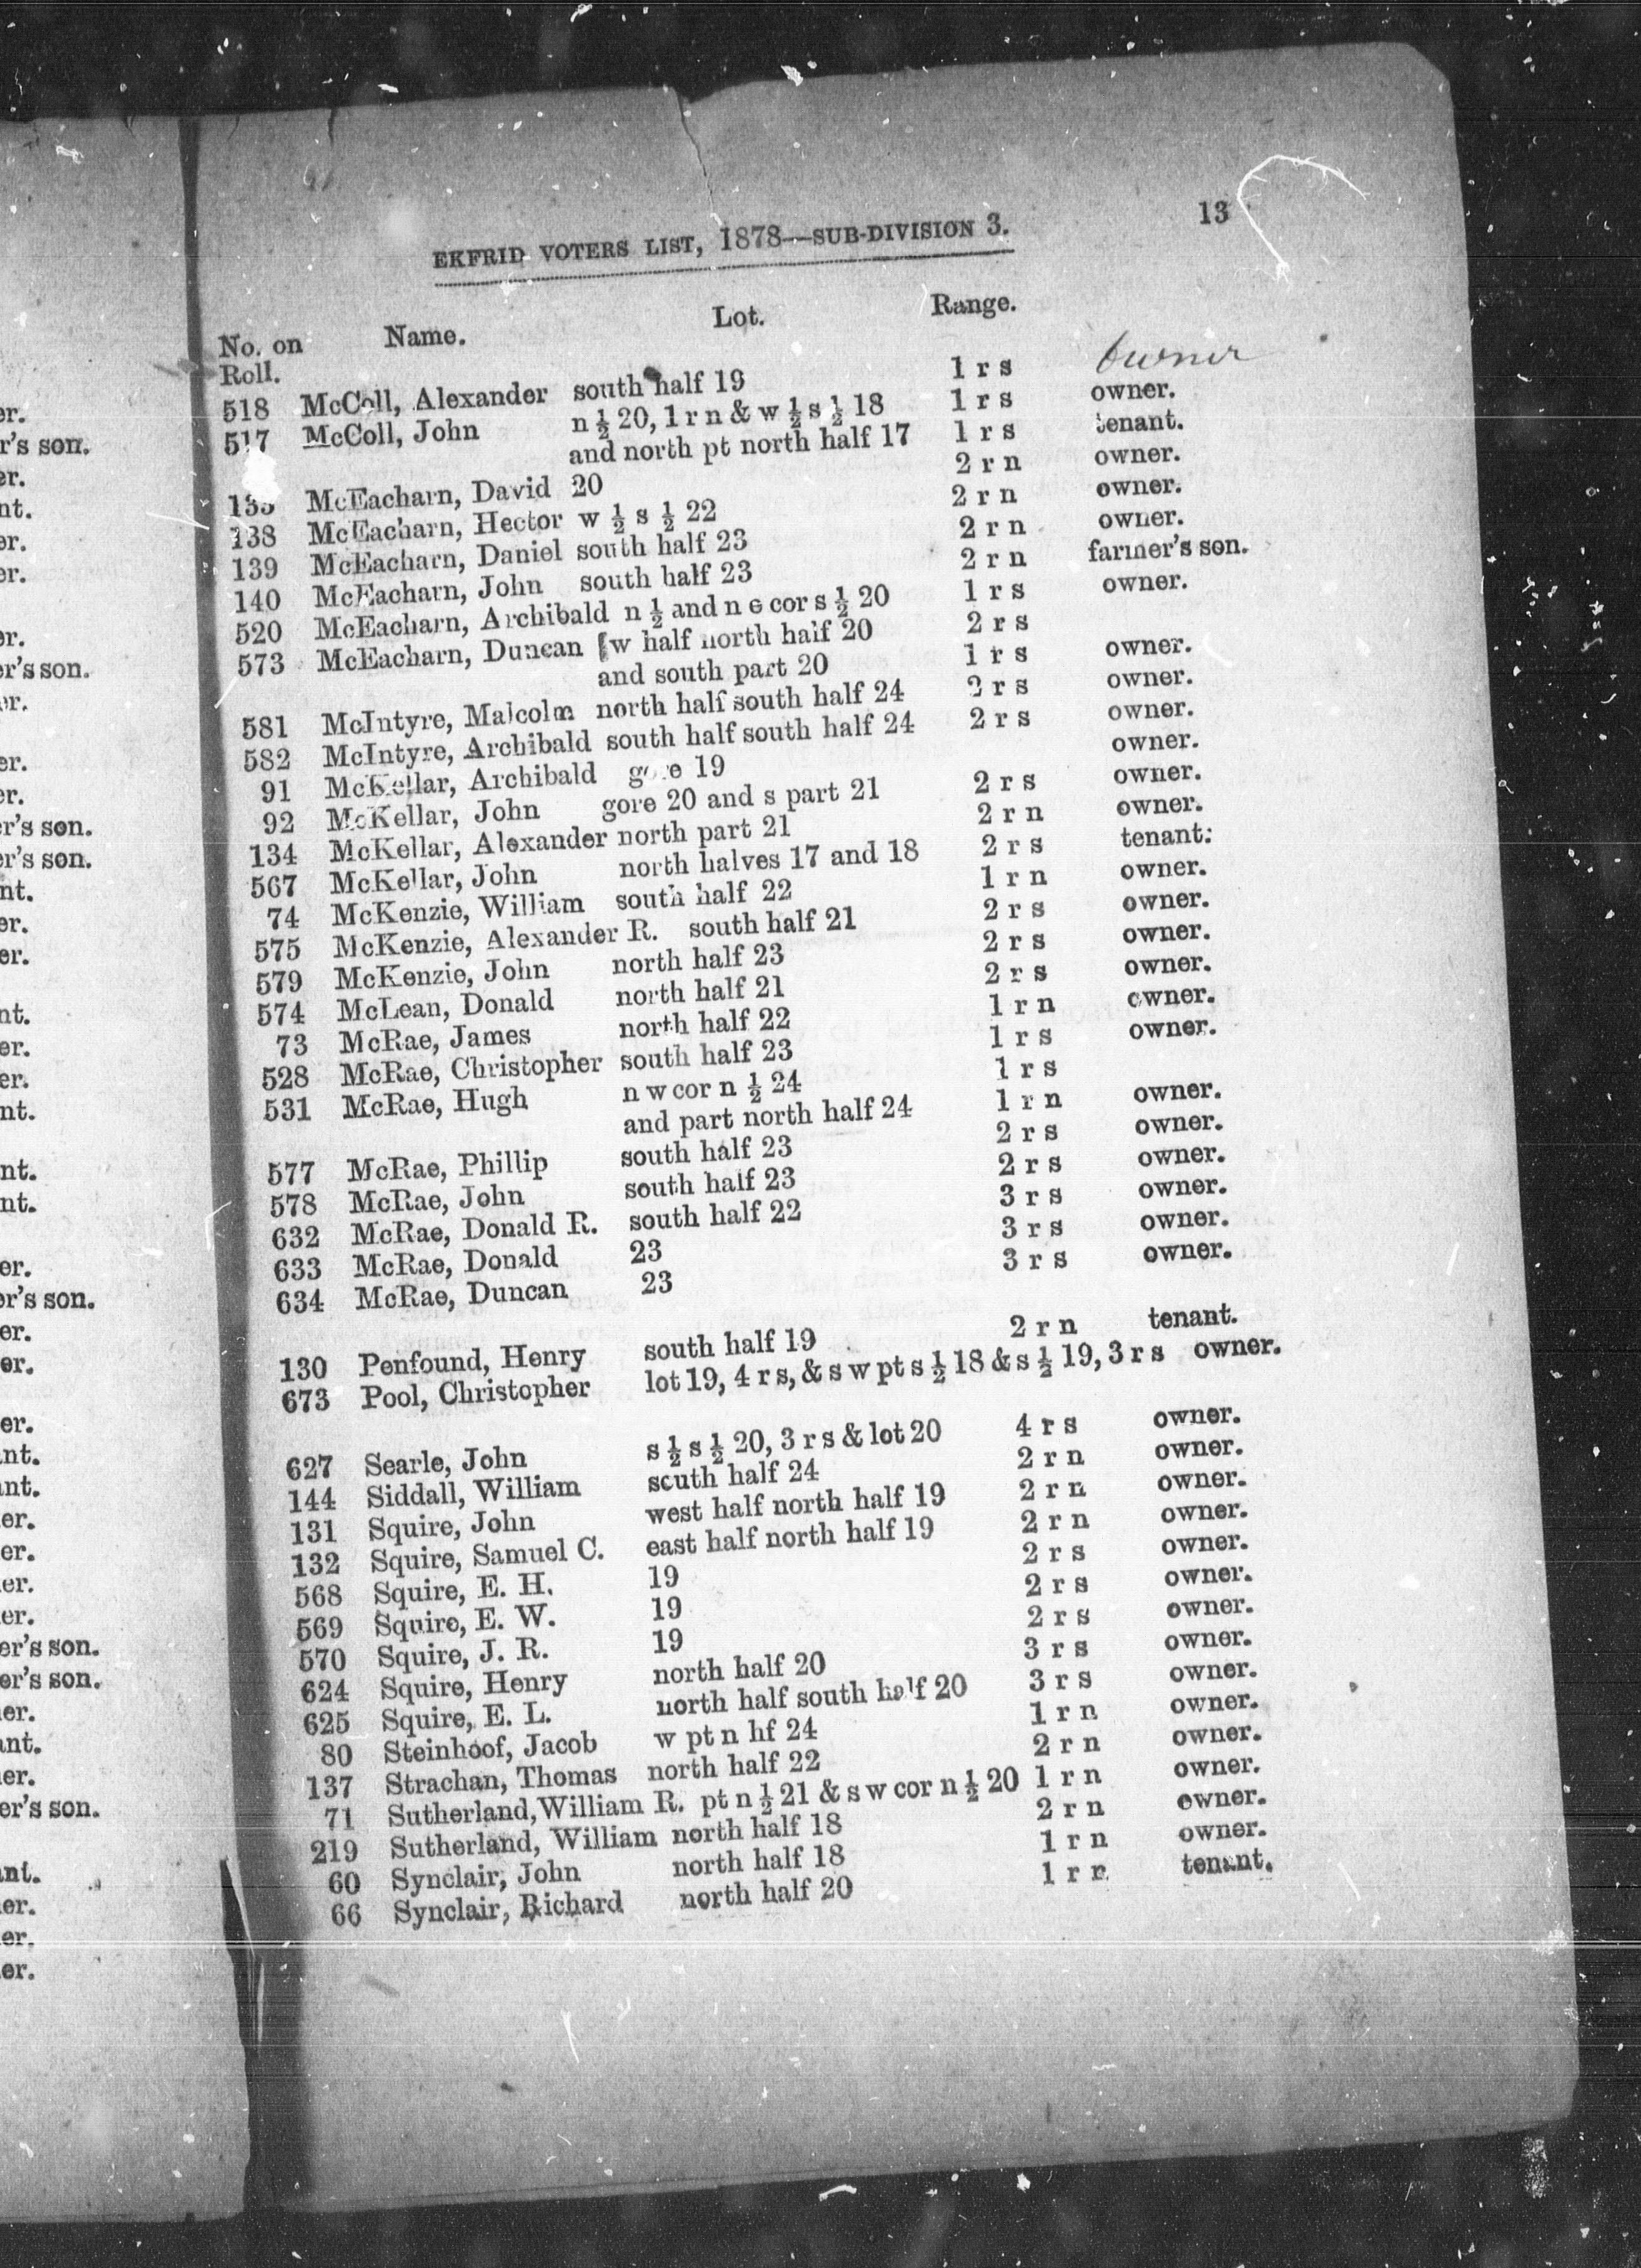 13
EKFRID VOTERS LIST, 1878—SUB-DIVISION 3.
No. on Roll. Name. Lot. Range.
518 McColl, Alexander south half 19 1 r s owner
517 McColl, John n ½ 20, 1 r n & w ½ s ½ 18 1 r s owner.
and north pt north half 17 1 r s tenant.
135 McEacharn, David 20 2 r n owner.
138 McEacharn, Hector w ½ s ½ 22 2 r n owner.
139 McEacharn, Daniel south half 23 2 r n owner.
140 McEacharn, John south half 23 2 r n farmer's son.
520 McEacharn, Archibald n ½ and n e cor s ½ 20 1 r s owner.
573 McEacharn, Duncan w half north half 20 2 r s
and south part 20 1 r s owner.
581 McIntyre, Malcolm north half south half 24 2 r s owner.
582 McIntyre, Archibald south half south half 24 2 r s owner.
91 McKellar, Archibald gore 19 owner.
92 McKellar, John gore 20 and s part 21 2 r s owner.
134 McKellar, Alexander north part 21 2 r n owner.
567 McKellar, John north halves 17 and 18 2 r s tenant.
74 McKenzie, William south half 22 1 r n owner.
575 McKenzie, Alexander R. south half 21 2 r s owner.
579 McKenzie, John north half 23 2 r s owner.
574 McLean, Donald north half 21 2 r s owner.
73 McRae, James north half 22 1 r n owner.
528 McRae, Christopher south half 23 1 r s owner.
531 McRae, Hugh n w cor n ½ 24 1 r s
and part north half 24 1 r n owner.
577 McRae, Phillip south half 23 2 r s owner.
578 McRae, John south half 23 2 r s owner.
632 McRae, Donald R. south half 22 3 r s owner.
633 McRae, Donald 23 3 r s owner.
634 McRae, Duncan 23 3 r s owner.
130 Penfound, Henry south half 19 2 r n tenant.
673 Pool, Christopher lot 19, 4 r s, & s w pt s ½ 18 & s ½ 19, 3 r s owner.
627 Searle, John s ½ s ½ 20, 3 r s & lot 20 4 r s owner.
144 Siddall, William south half 24 2 r n owner.
131 Squire, John west half north half 19 2 r n owner.
132 Squire, Samuel C. east half north half 19 2 r n owner.
568 Squire, E. H. 19 2 r s owner.
569 Squire, E. W. 19 2 r s owner.
570 Squire, J. R. 19 2 r s owner.
624 Squire, Henry north half 20 3 r s owner.
625 Squire, E. L. north half south half 20 3 r s owner.
80 Steinhoof, Jacob w pt n hf 24 1 r n owner.
137 Strachan, Thomas north half 22 2 r n owner.
71 Sutherland, William R. pt n ½ 21 & s w cor n ½ 20 1 r n owner.
219 Sutherland, William north half 18 2 r n owner.
60 Synclair, John north half 18 1 r n owner.
66 Synclair, Richard north half 20 1 r n tenant.